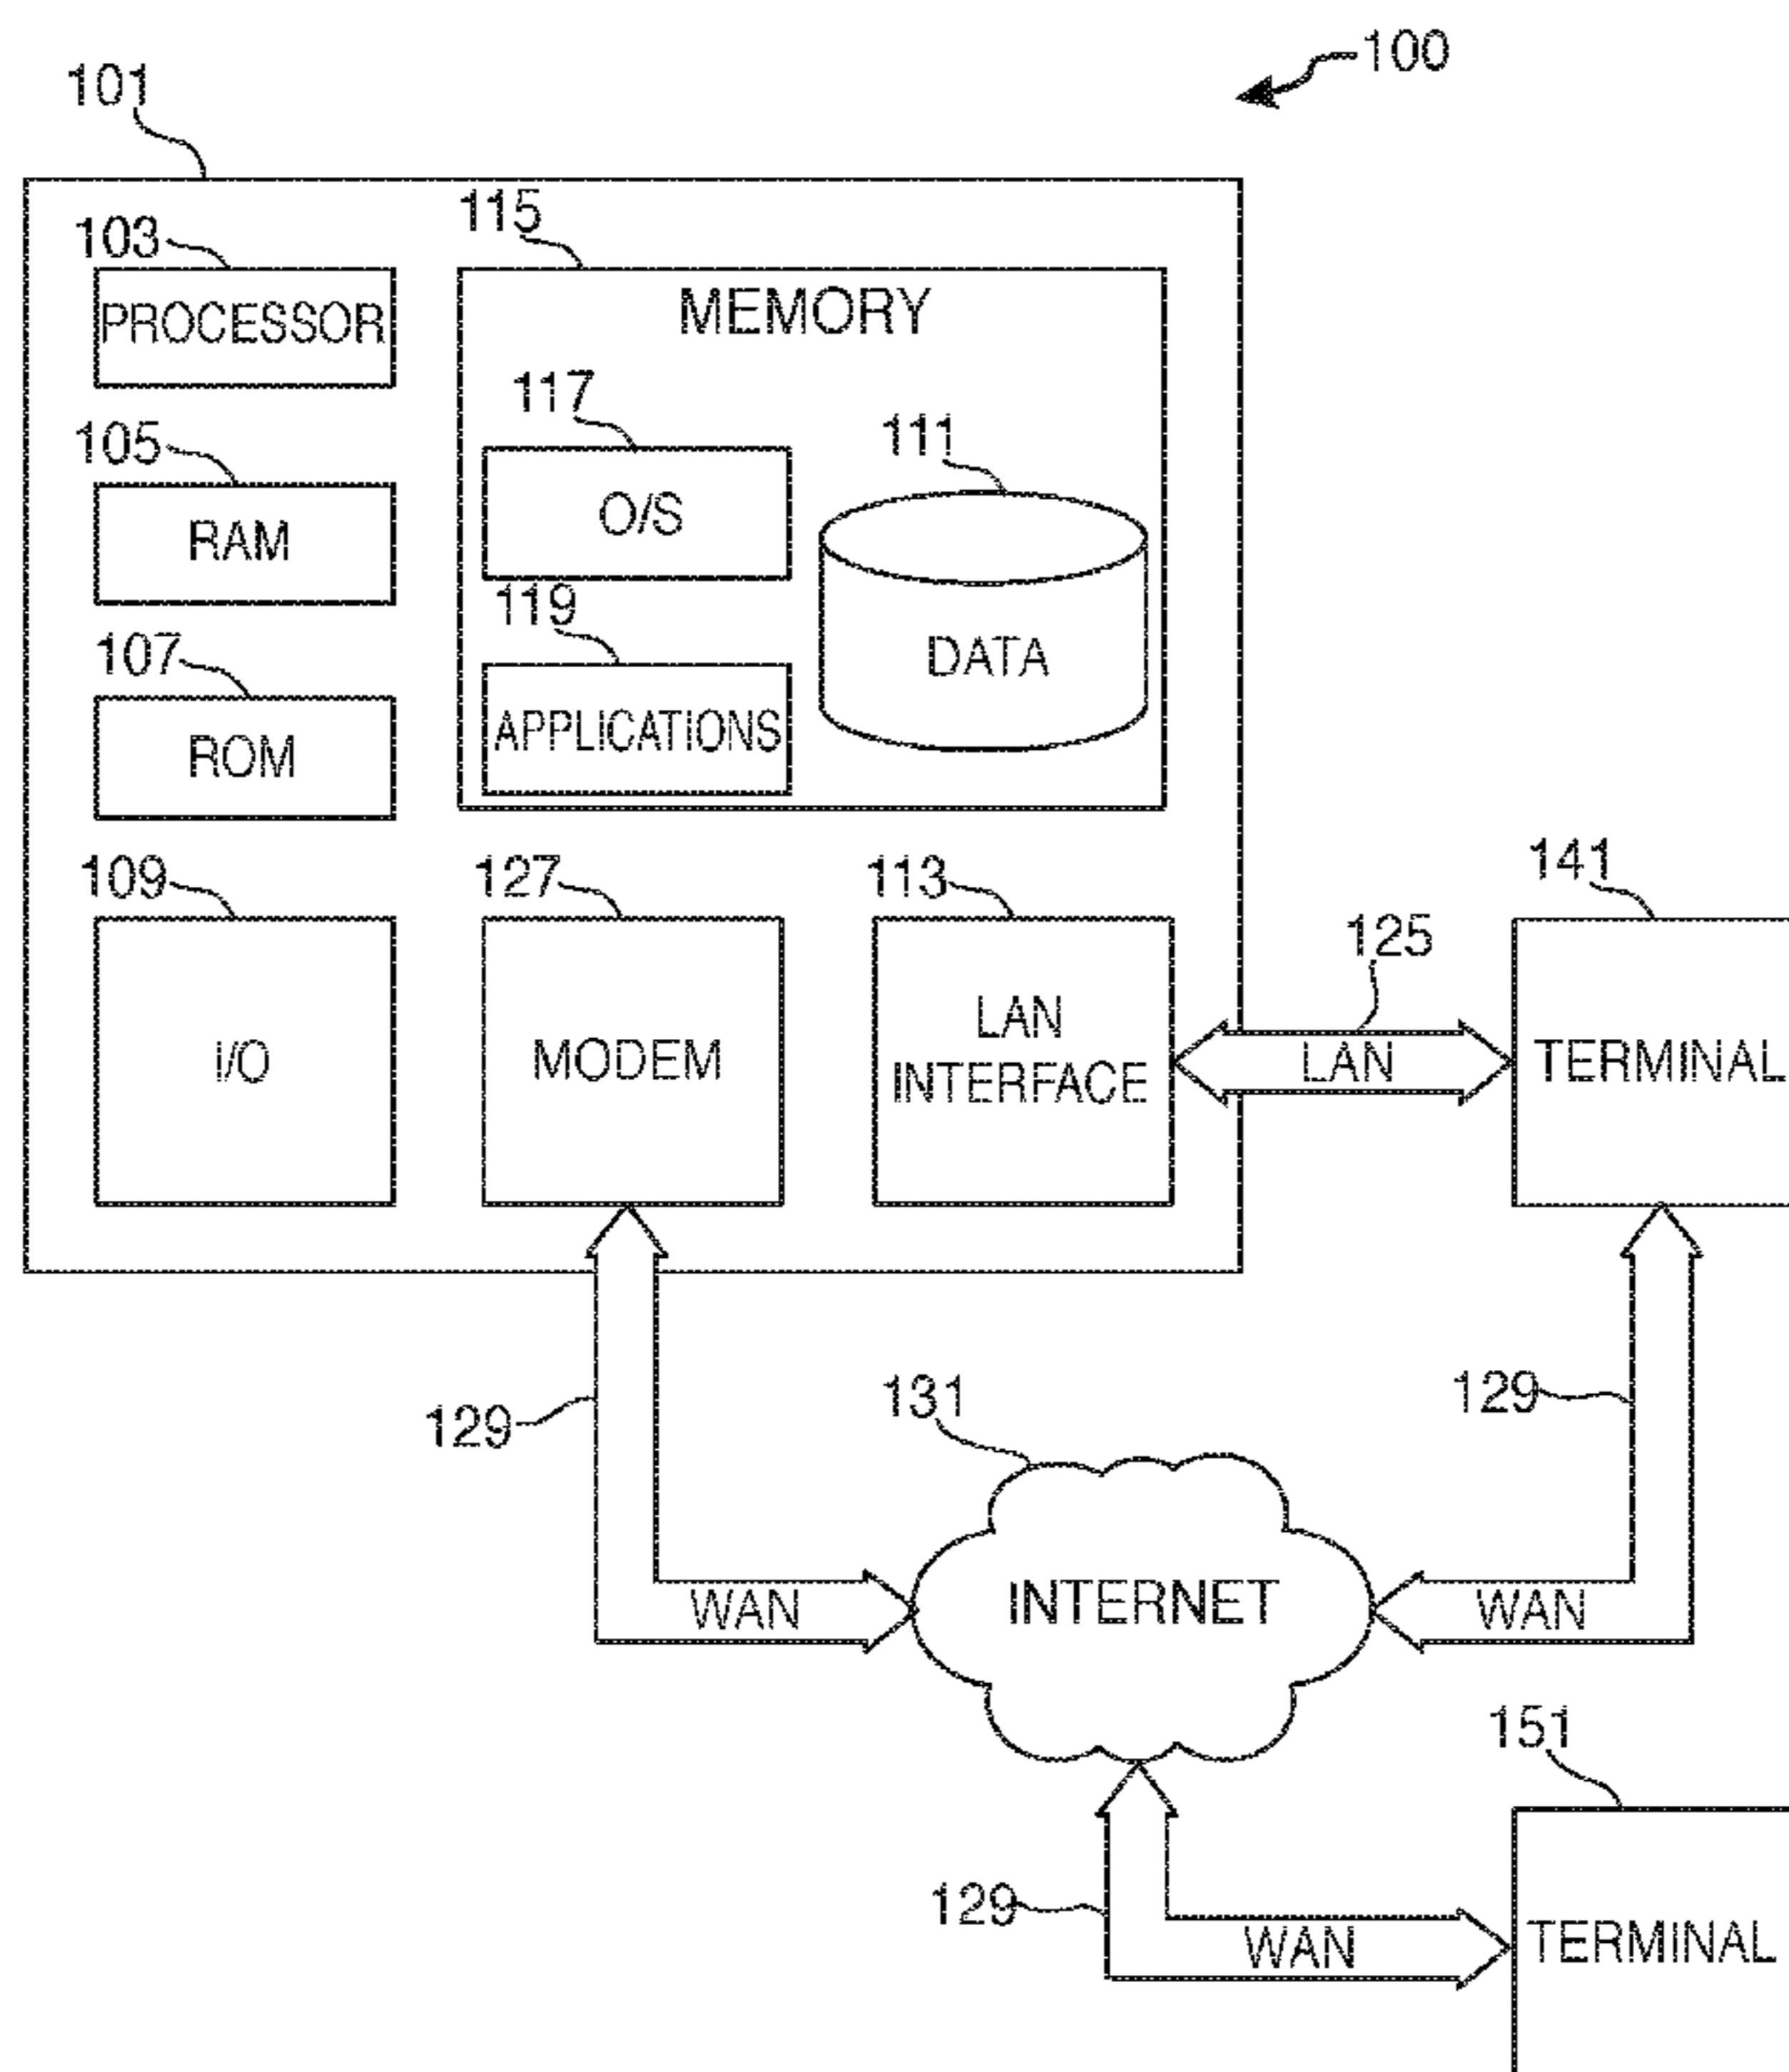 100
101
103
PROCESSOR
115
MEMORY
117
O/S
111
DATA
105
RAM
119
APPLICATIONS
107
ROM
109
I/O
127
MODEM
113
LAN
INTERFACE
125
LAN
141
TERMINAL
129
WAN
131
INTERNET
129
WAN
151
TERMINAL
129
WAN